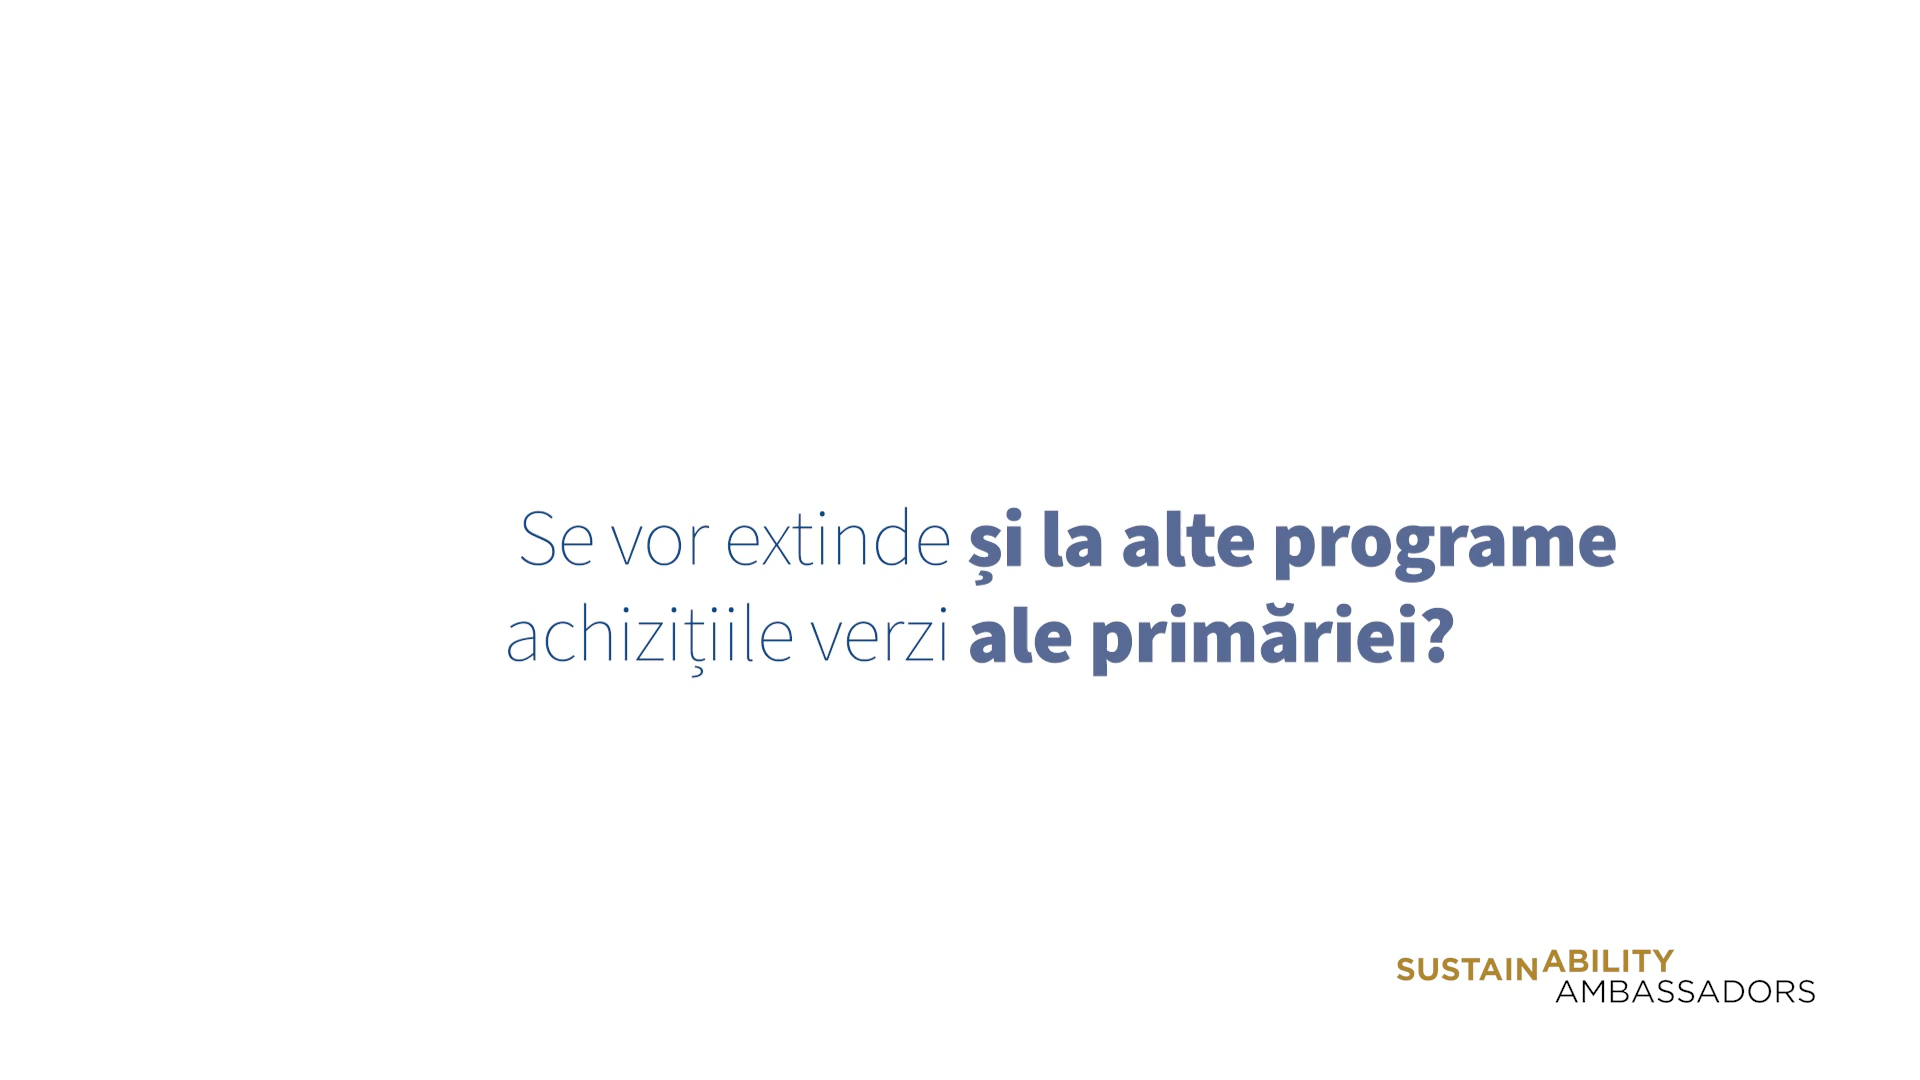 Se vor extinde și la alte programe
achizițiile verzi ale primăriei?
SUSTAINABILITY
AMBASSADORS